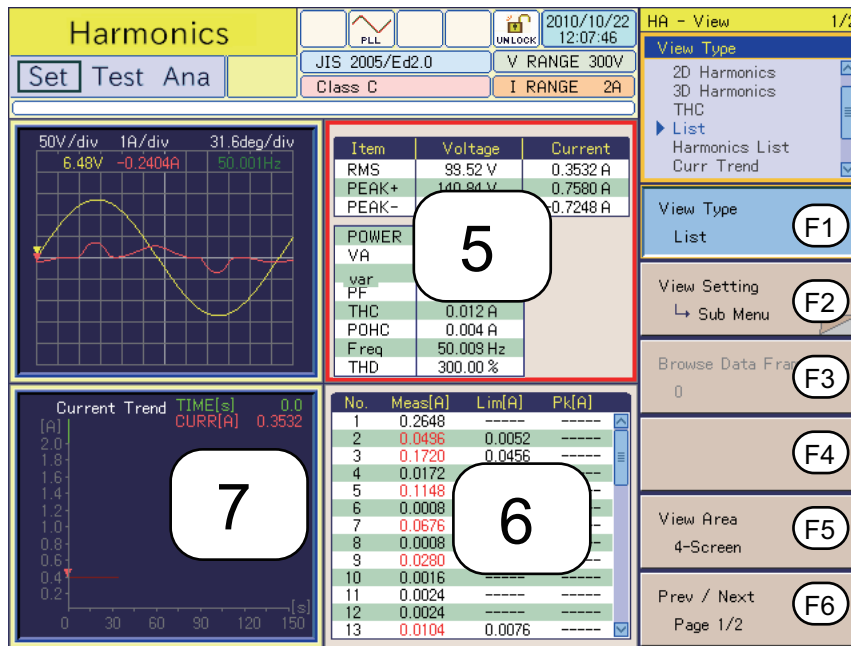 Harmonics
PLL
UNLOCK
2010/10/22
12:07:46
Set Test Ana
JIS 2005/Ed2.0
V RANGE 300V
Class C
I RANGE 2A
50V/div 1A/div 31.6deg/div
6.48V -0.2404A 50.001Hz
Item Voltage Current
RMS 99.52 V 0.3532 A
PEAK+ 140.84 V 0.7580 A
PEAK- -0.7248 A
POWER
VA
var
PF
THC 0.012 A
POHC 0.004 A
Freq 50.009 Hz
THD 300.00 %
5
Current Trend TIME[s] 0.0
CURR[A] 0.3532
[A]
2.0
1.8
1.6
1.4
1.2
1.0
0.8
0.6
0.4
0.2
[s]
0 30 60 90 120 150
7
No. Meas[A] Lim[A] Pk[A]
1 0.2648 ----- -----
2 0.0436 0.0052 -----
3 0.1720 0.0456
4 0.0172
5 0.1148
6 0.0008
7 0.0676
8 0.0008
9 0.0280
10 0.0016 ----- -----
11 0.0024 ----- -----
12 0.0024 ----- -----
13 0.0104 0.0076 -----
6
HA - View
View Type
2D Harmonics
3D Harmonics
THC
List
Harmonics List
Curr Trend
View Type
List
F1
View Setting
↳ Sub Menu
F2
Browse Data
0
F3
F4
View Area
4-Screen
F5
Prev / Next
Page 1/2
F6